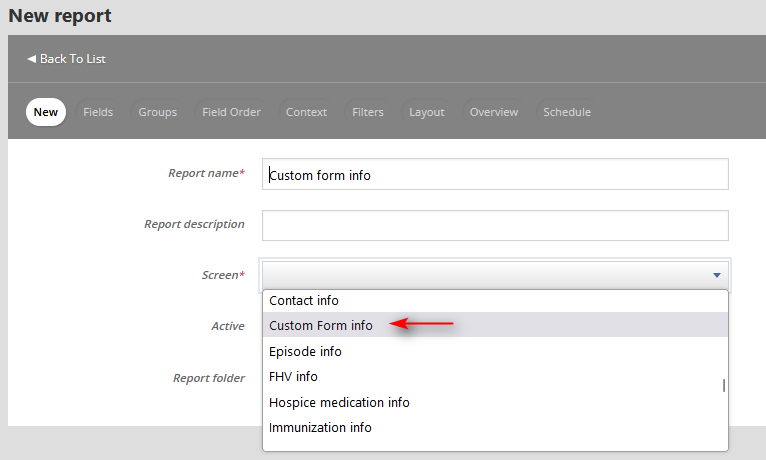 New report
◀ Back To List
New Fields Groups Field Order Context Filters Layout Overview Schedule
Report name* Custom form info
Report description
Screen*
Contact info
Active Custom Form info
Episode info
Report folder FHV info
Hospice medication info
Immunization info